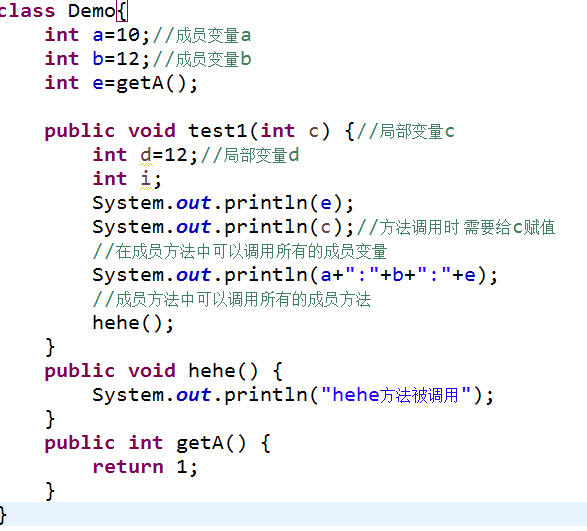 class Demo{
    int a=10;//成员变量a
    int b=12;//成员变量b
    int e=getA();

    public void test1(int c) {//局部变量c
        int d=12;//局部变量d
        int i;
        System.out.println(e);
        System.out.println(c);//方法调用时 需要给c赋值
        //在成员方法中可以调用所有的成员变量
        System.out.println(a+":"+b+":"+e);
        //成员方法中可以调用所有的成员方法
        hehe();
    }
    public void hehe() {
        System.out.println("hehe方法被调用");
    }
    public int getA() {
        return 1;
    }
}